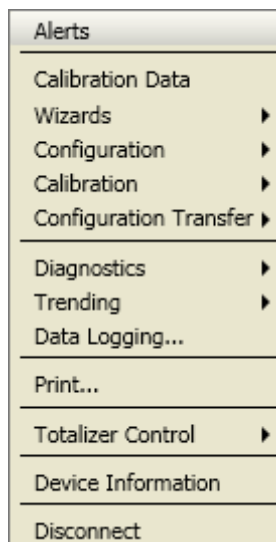 Alerts
Calibration Data
Wizards
Configuration
Calibration
Configuration Transfer
Diagnostics
Trending
Data Logging...
Print...
Totalizer Control
Device Information
Disconnect